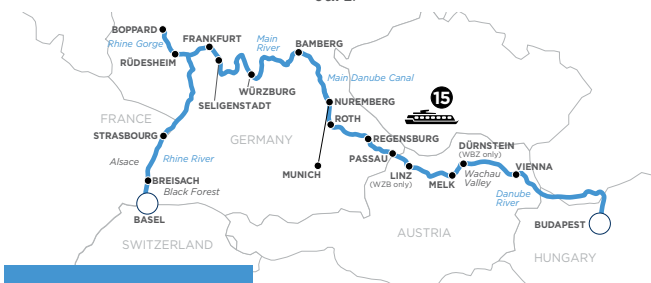 BOPPARD
FRANKFURT
Main
River
BAMBERG
Rhine Gorge
RÜDESHEIM
Main Danube Canal
WÜRZBURG
SELIGENSTADT
15
NUREMBERG
ROTH
FRANCE
STRASBOURG
GERMANY
REGENSBURG
DÜRNSTEIN
(WBZ only)
PASSAU
Alsace
Rhine River
MUNICH
LINZ
(WZB only)
MELK
Wachau
Valley
VIENNA
BREISACH
Black Forest
Danube
River
BASEL
BUDAPEST
AUSTRIA
SWITZERLAND
HUNGARY